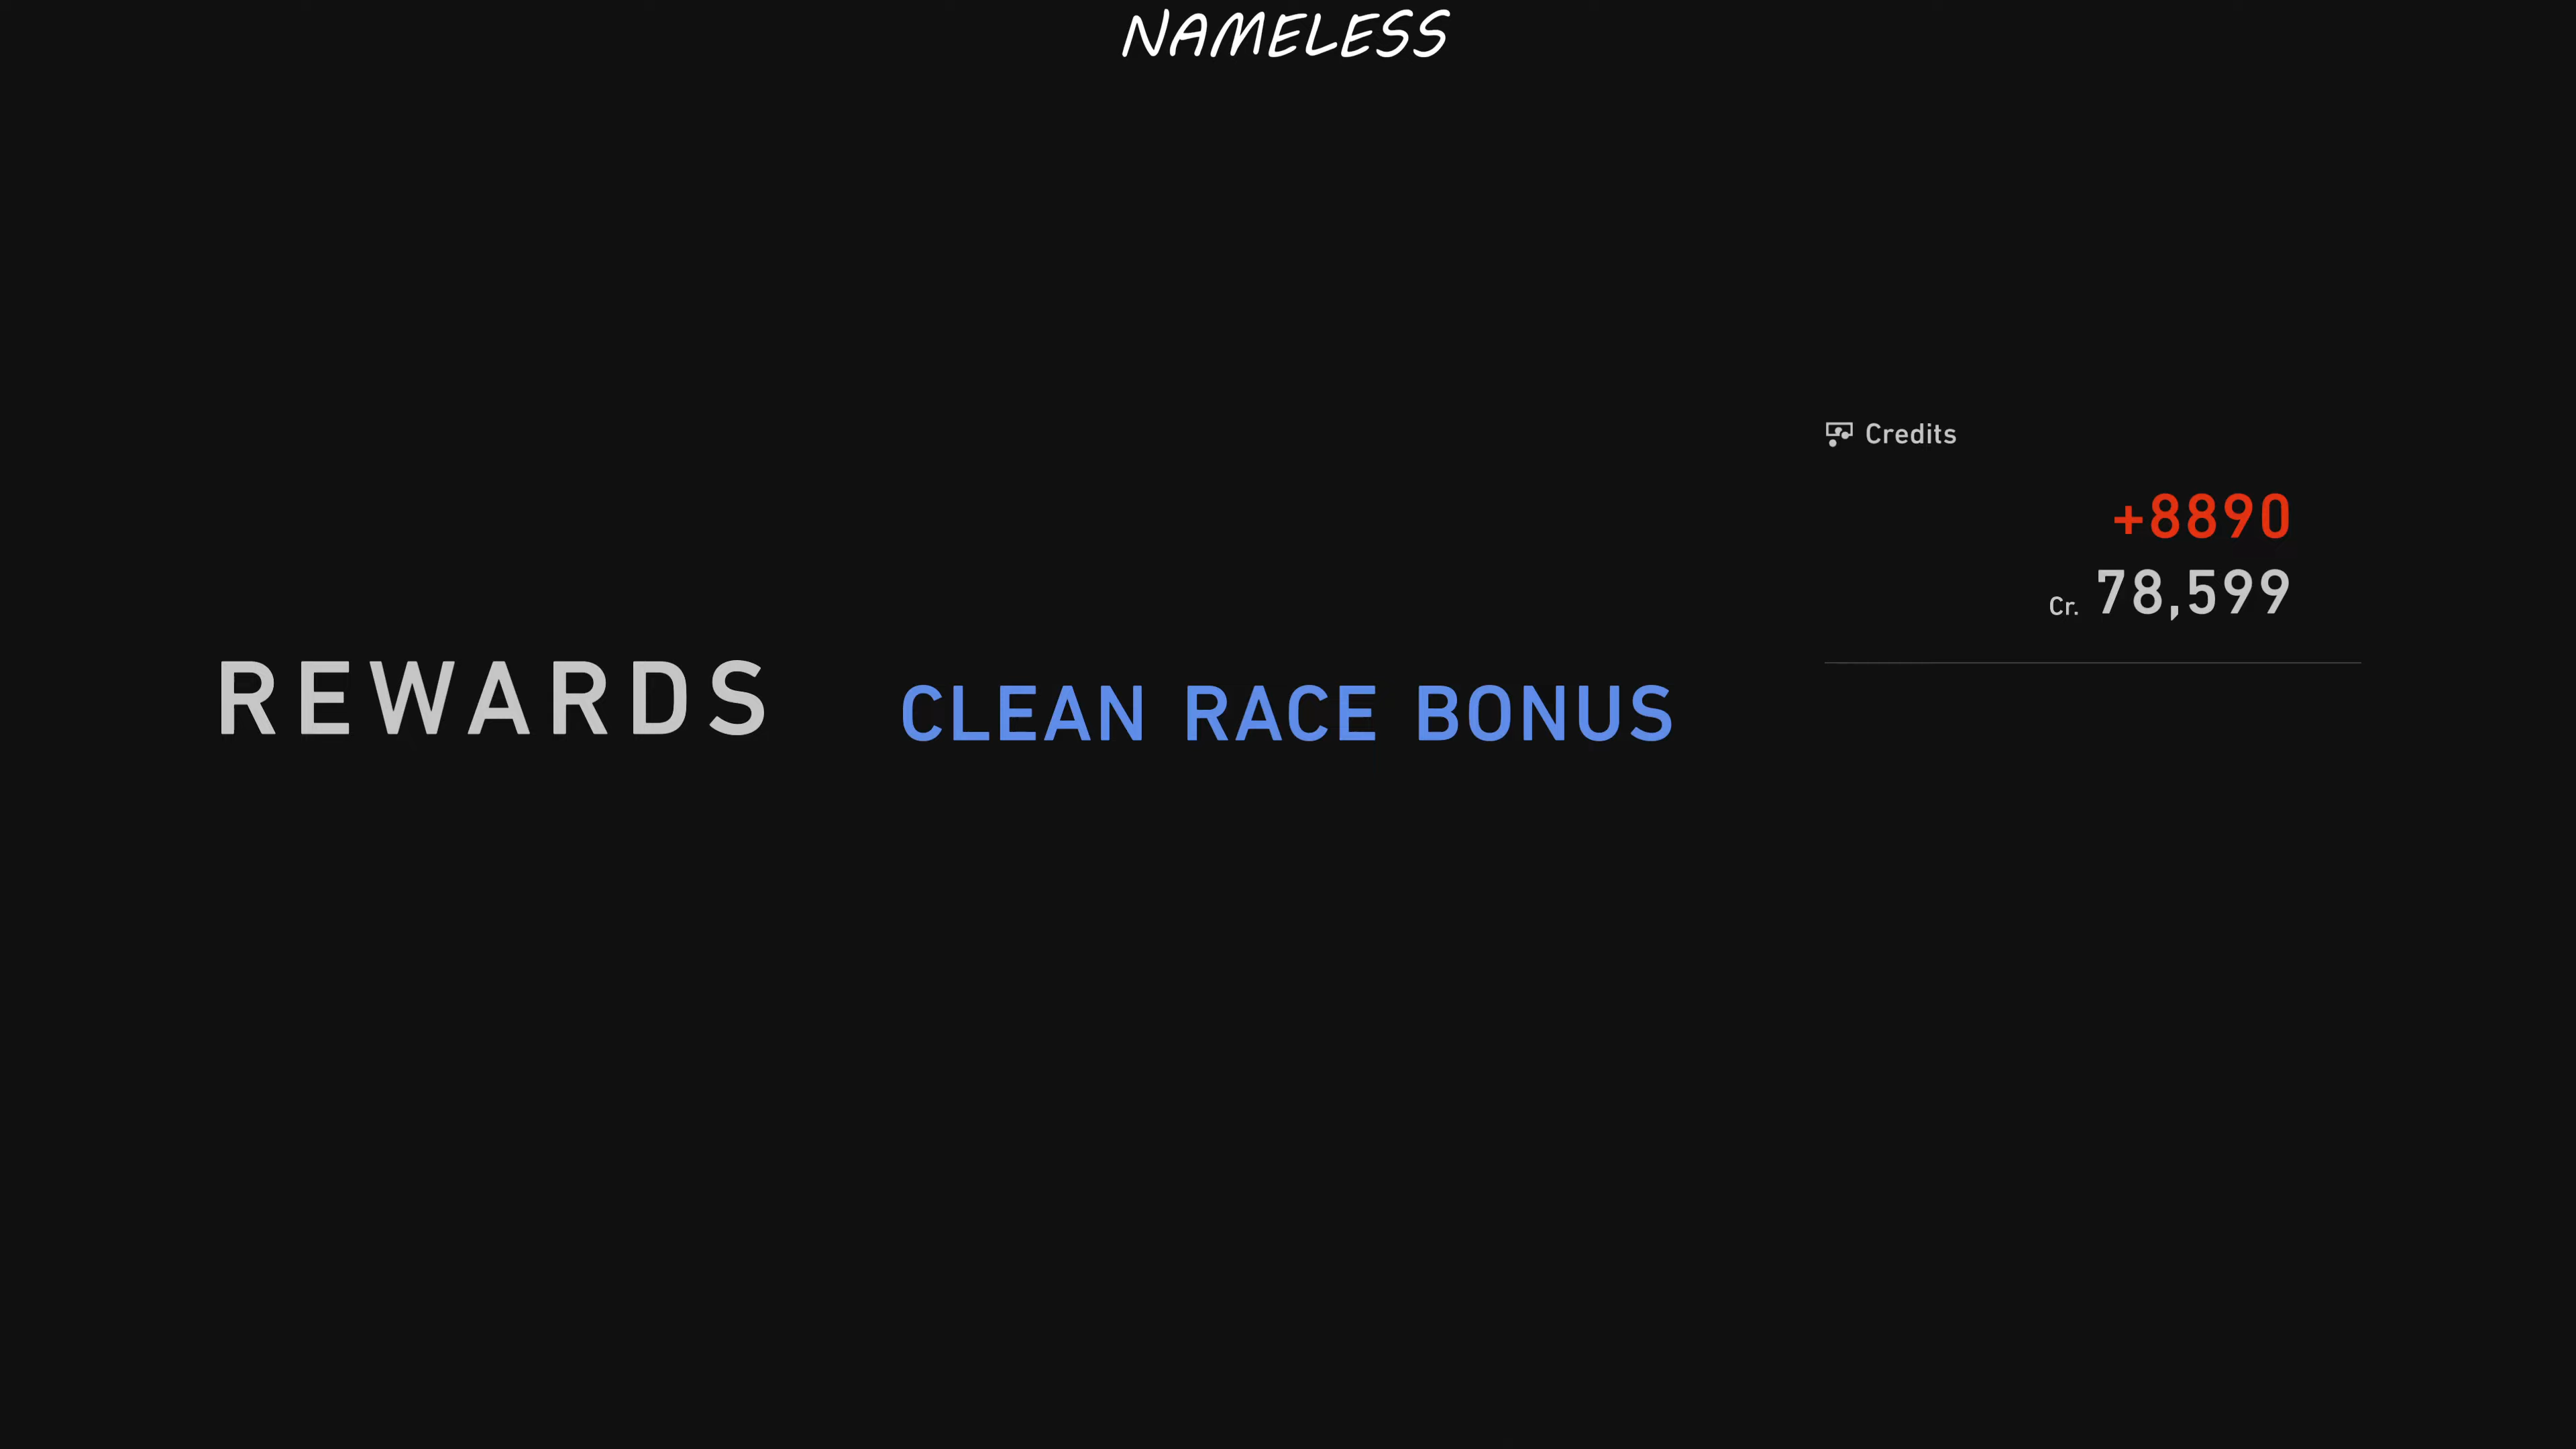 NAMELESS
Credits
+8890
Cr. 78,599
REWARDS
CLEAN RACE BONUS